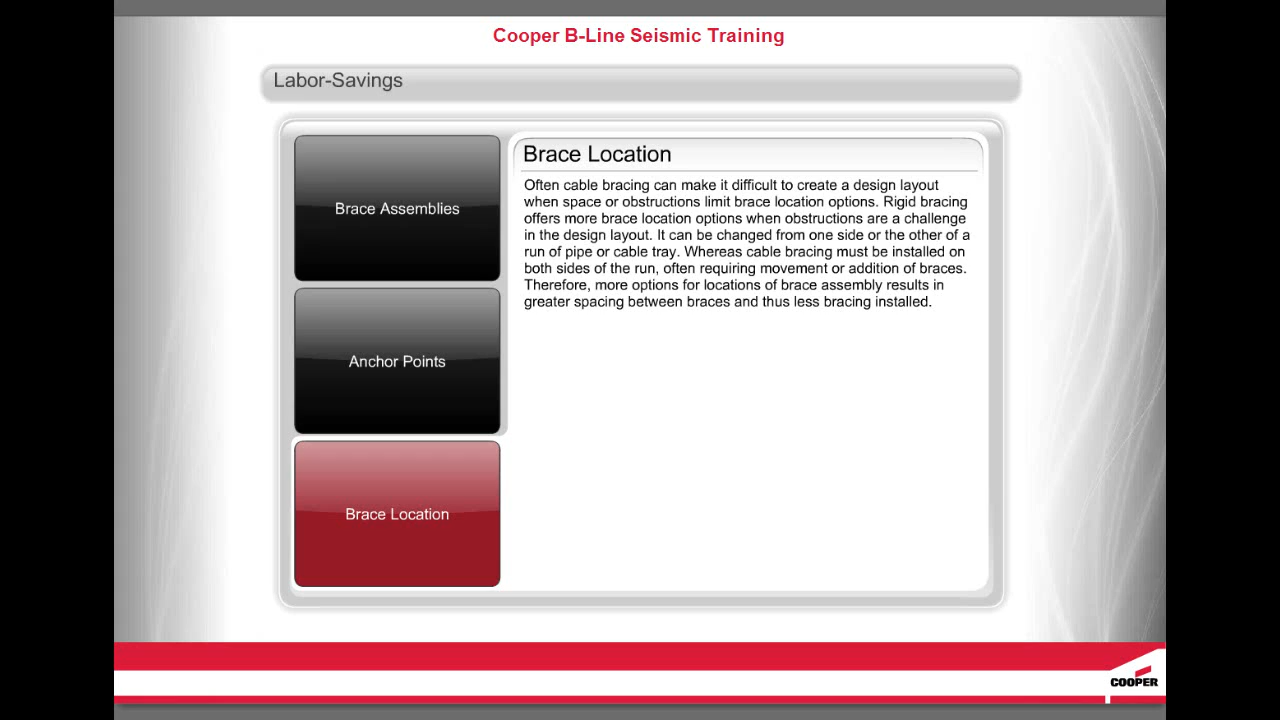 Cooper B-Line Seismic Training
Labor-Savings
Brace Assemblies
Anchor Points
Brace Location
Brace Location
Often cable bracing can make it difficult to create a design layout
when space or obstructions limit brace location options. Rigid bracing
offers more brace location options when obstructions are a challenge
in the design layout. It can be changed from one side or the other of a
run of pipe or cable tray. Whereas cable bracing must be installed on
both sides of the run, often requiring movement or addition of braces.
Therefore, more options for locations of brace assembly results in
greater spacing between braces and thus less bracing installed.
COOPER